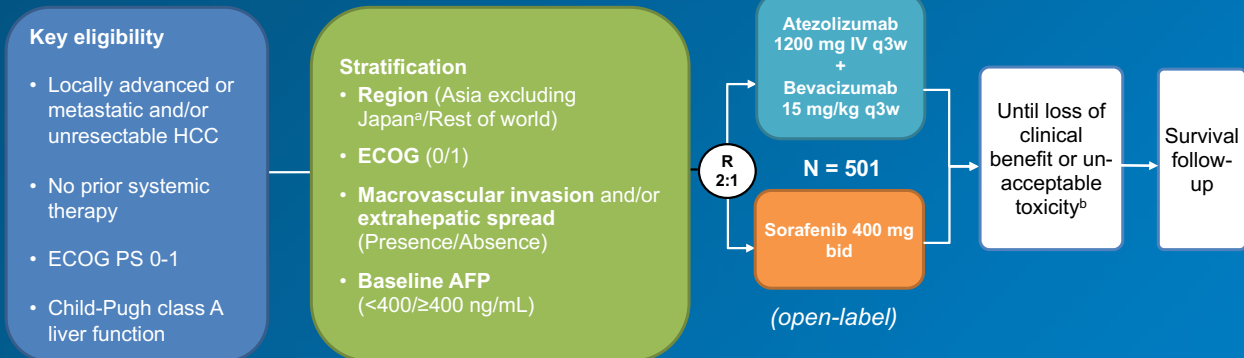 Key eligibility
• Locally advanced or
metastatic and/or
unresectable HCC
• No prior systemic
therapy
• ECOG PS 0-1
• Child-Pugh class A
liver function
Stratification
• Region (Asia excluding
Japanᵃ/Rest of world)
• ECOG (0/1)
• Macrovascular invasion and/or
extrahepatic spread
(Presence/Absence)
• Baseline AFP
(<400/≥400 ng/mL)
R
2:1
Atezolizumab
1200 mg IV q3w
+
Bevacizumab
15 mg/kg q3w
N = 501
Sorafenib 400 mg
bid
(open-label)
Until loss of
clinical
benefit or un-
acceptable
toxicityᵇ
Survival
follow-
up